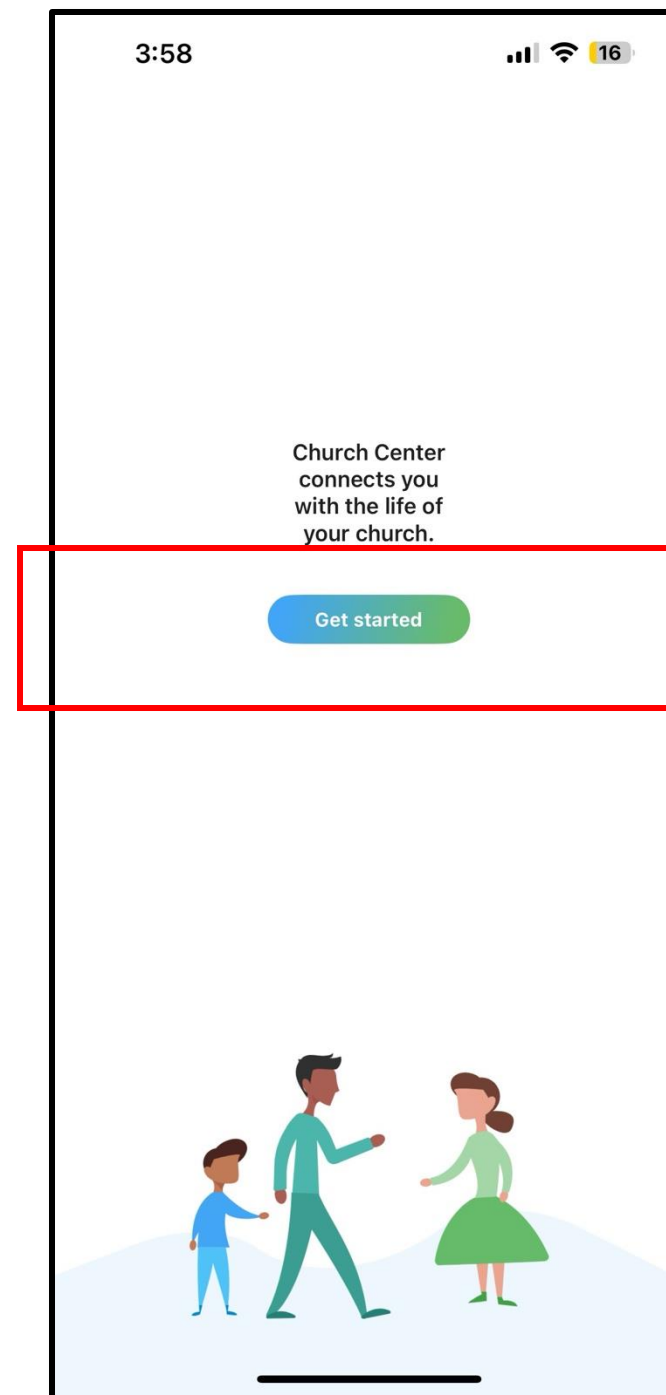 3:58
16
Church Center
connects you
with the life of
your church.
Get started